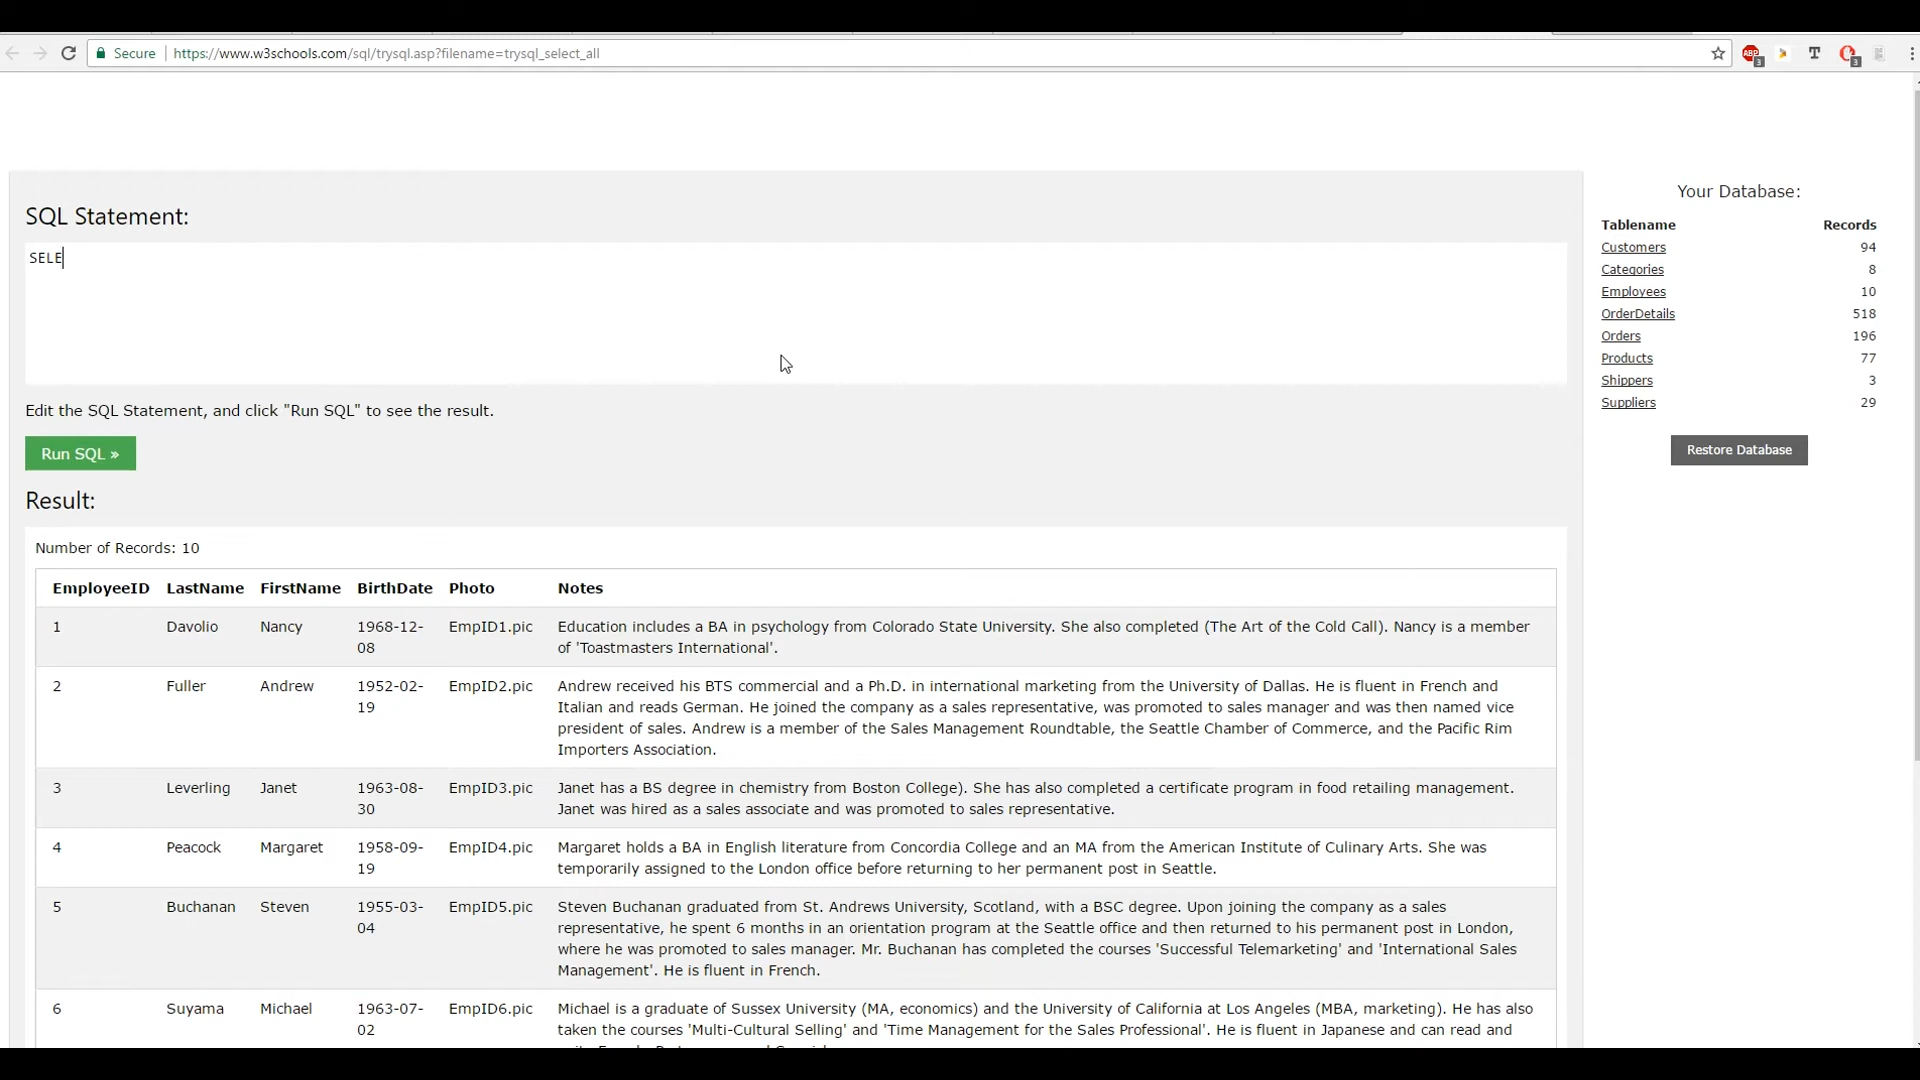 Secure https://www.w3schools.com/sql/trysql.asp?filename=trysql_select_all
ABP 3 T 3
SQL Statement:
SELE
Edit the SQL Statement, and click "Run SQL" to see the result.
Run SQL »
Result:
Number of Records: 10
EmployeeID LastName FirstName BirthDate Photo Notes
1 Davolio Nancy 1968-12- EmpID1.pic Education includes a BA in psychology from Colorado State University. She also completed (The Art of the Cold Call). Nancy is a member
08 of 'Toastmasters International'.
2 Fuller Andrew 1952-02- EmpID2.pic Andrew received his BTS commercial and a Ph.D. in international marketing from the University of Dallas. He is fluent in French and
19 Italian and reads German. He joined the company as a sales representative, was promoted to sales manager and was then named vice
president of sales. Andrew is a member of the Sales Management Roundtable, the Seattle Chamber of Commerce, and the Pacific Rim
Importers Association.
3 Leverling Janet 1963-08- EmpID3.pic Janet has a BS degree in chemistry from Boston College). She has also completed a certificate program in food retailing management.
30 Janet was hired as a sales associate and was promoted to sales representative.
4 Peacock Margaret 1958-09- EmpID4.pic Margaret holds a BA in English literature from Concordia College and an MA from the American Institute of Culinary Arts. She was
19 temporarily assigned to the London office before returning to her permanent post in Seattle.
5 Buchanan Steven 1955-03- EmpID5.pic Steven Buchanan graduated from St. Andrews University, Scotland, with a BSC degree. Upon joining the company as a sales
04 representative, he spent 6 months in an orientation program at the Seattle office and then returned to his permanent post in London,
where he was promoted to sales manager. Mr. Buchanan has completed the courses 'Successful Telemarketing' and 'International Sales
Management'. He is fluent in French.
6 Suyama Michael 1963-07- EmpID6.pic Michael is a graduate of Sussex University (MA, economics) and the University of California at Los Angeles (MBA, marketing). He has also
02 taken the courses 'Multi-Cultural Selling' and 'Time Management for the Sales Professional'. He is fluent in Japanese and can read and
Your Database:
Tablename Records
Customers 94
Categories 8
Employees 10
OrderDetails 518
Orders 196
Products 77
Shippers 3
Suppliers 29
Restore Database